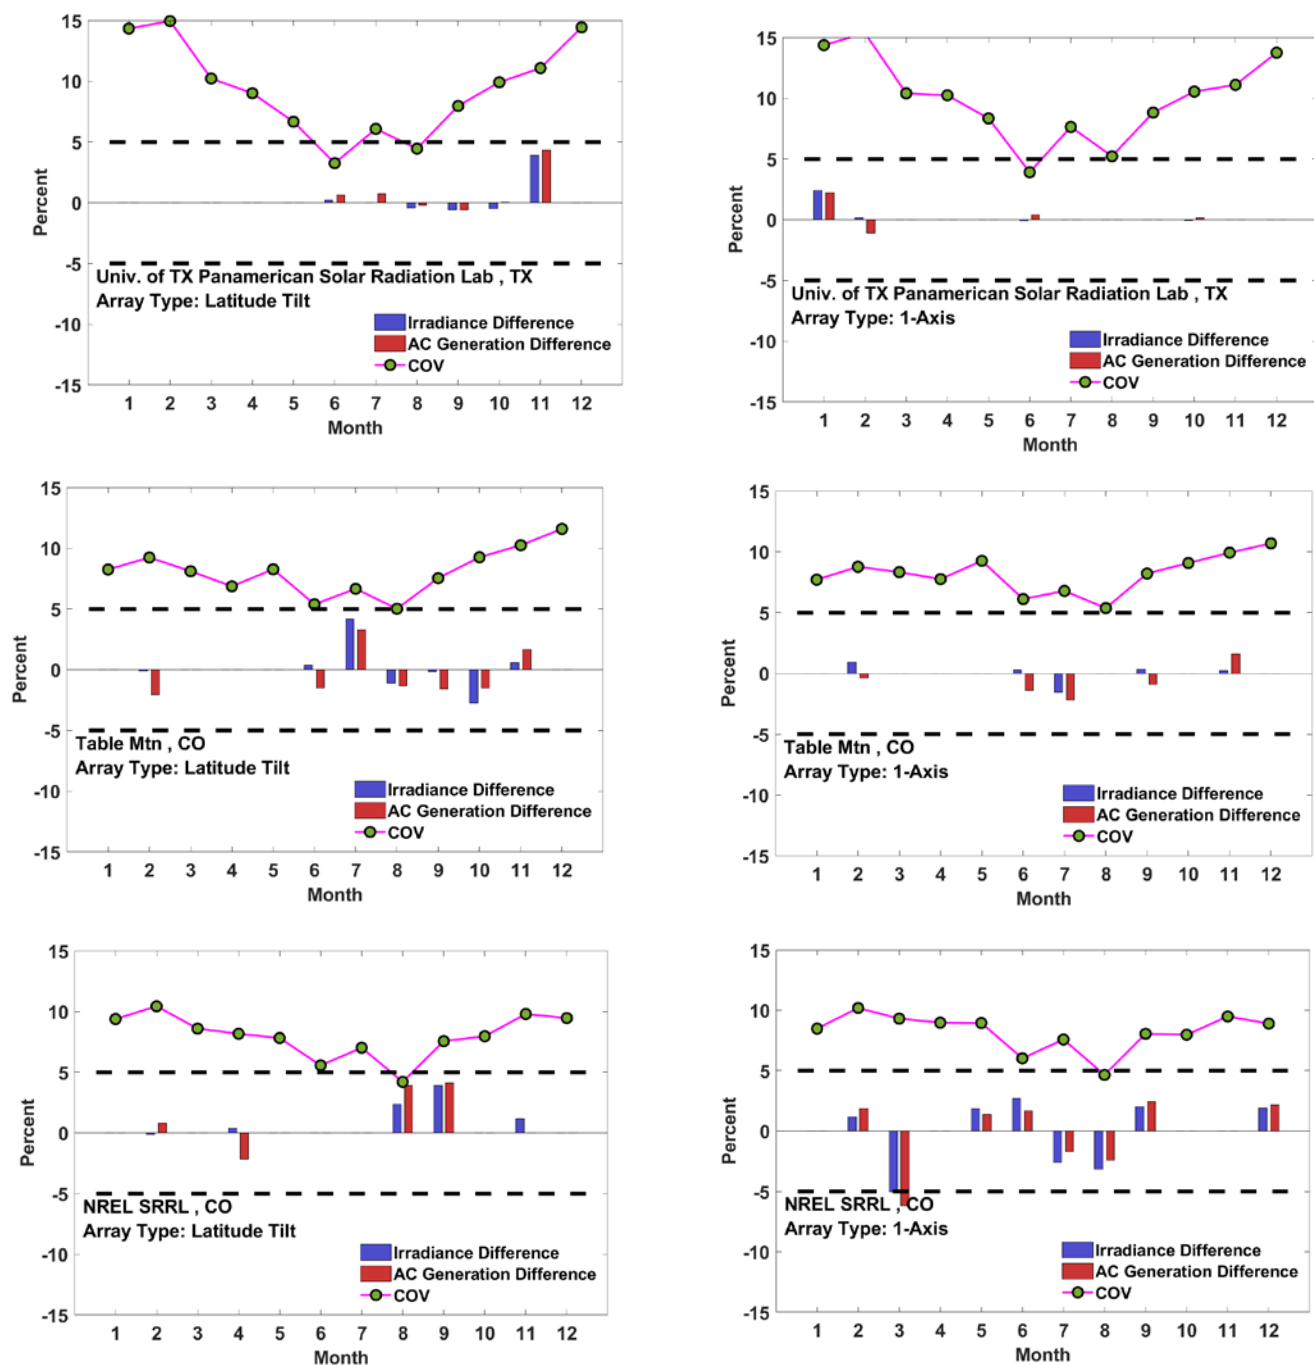 15
10
5
0
-5
-10
-15
Percent
Univ. of TX Panamerican Solar Radiation Lab , TX
Array Type: Latitude Tilt
Irradiance Difference
AC Generation Difference
COV
1 2 3 4 5 6 7 8 9 10 11 12
Month
15
10
5
0
-5
-10
-15
Percent
Univ. of TX Panamerican Solar Radiation Lab , TX
Array Type: 1-Axis
Irradiance Difference
AC Generation Difference
COV
1 2 3 4 5 6 7 8 9 10 11 12
Month
15
10
5
0
-5
-10
-15
Percent
Table Mtn , CO
Array Type: Latitude Tilt
Irradiance Difference
AC Generation Difference
COV
1 2 3 4 5 6 7 8 9 10 11 12
Month
15
10
5
0
-5
-10
-15
Percent
Table Mtn , CO
Array Type: 1-Axis
Irradiance Difference
AC Generation Difference
COV
1 2 3 4 5 6 7 8 9 10 11 12
Month
15
10
5
0
-5
-10
-15
Percent
NREL SRRL , CO
Array Type: Latitude Tilt
Irradiance Difference
AC Generation Difference
COV
1 2 3 4 5 6 7 8 9 10 11 12
Month
15
10
5
0
-5
-10
-15
Percent
NREL SRRL , CO
Array Type: 1-Axis
Irradiance Difference
AC Generation Difference
COV
1 2 3 4 5 6 7 8 9 10 11 12
Month